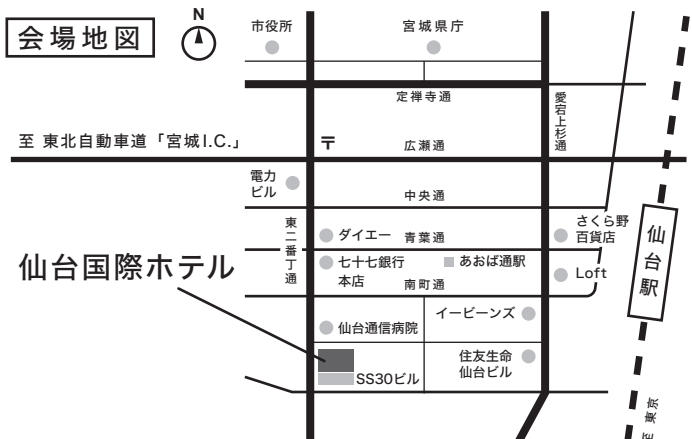 会場地図
N
市役所
宮城県庁
定禅寺通
愛宕上杉通
至 東北自動車道「宮城I.C.」
〒
広瀬通
電力
ビル
中央通
東二番丁通
ダイエー
青葉通
さくら野
百貨店
仙台駅
仙台国際ホテル
七十七銀行
本店
あおば通駅
Loft
南町通
イービーンズ
仙台逓信病院
住友生命
仙台ビル
SS30ビル
至 東京